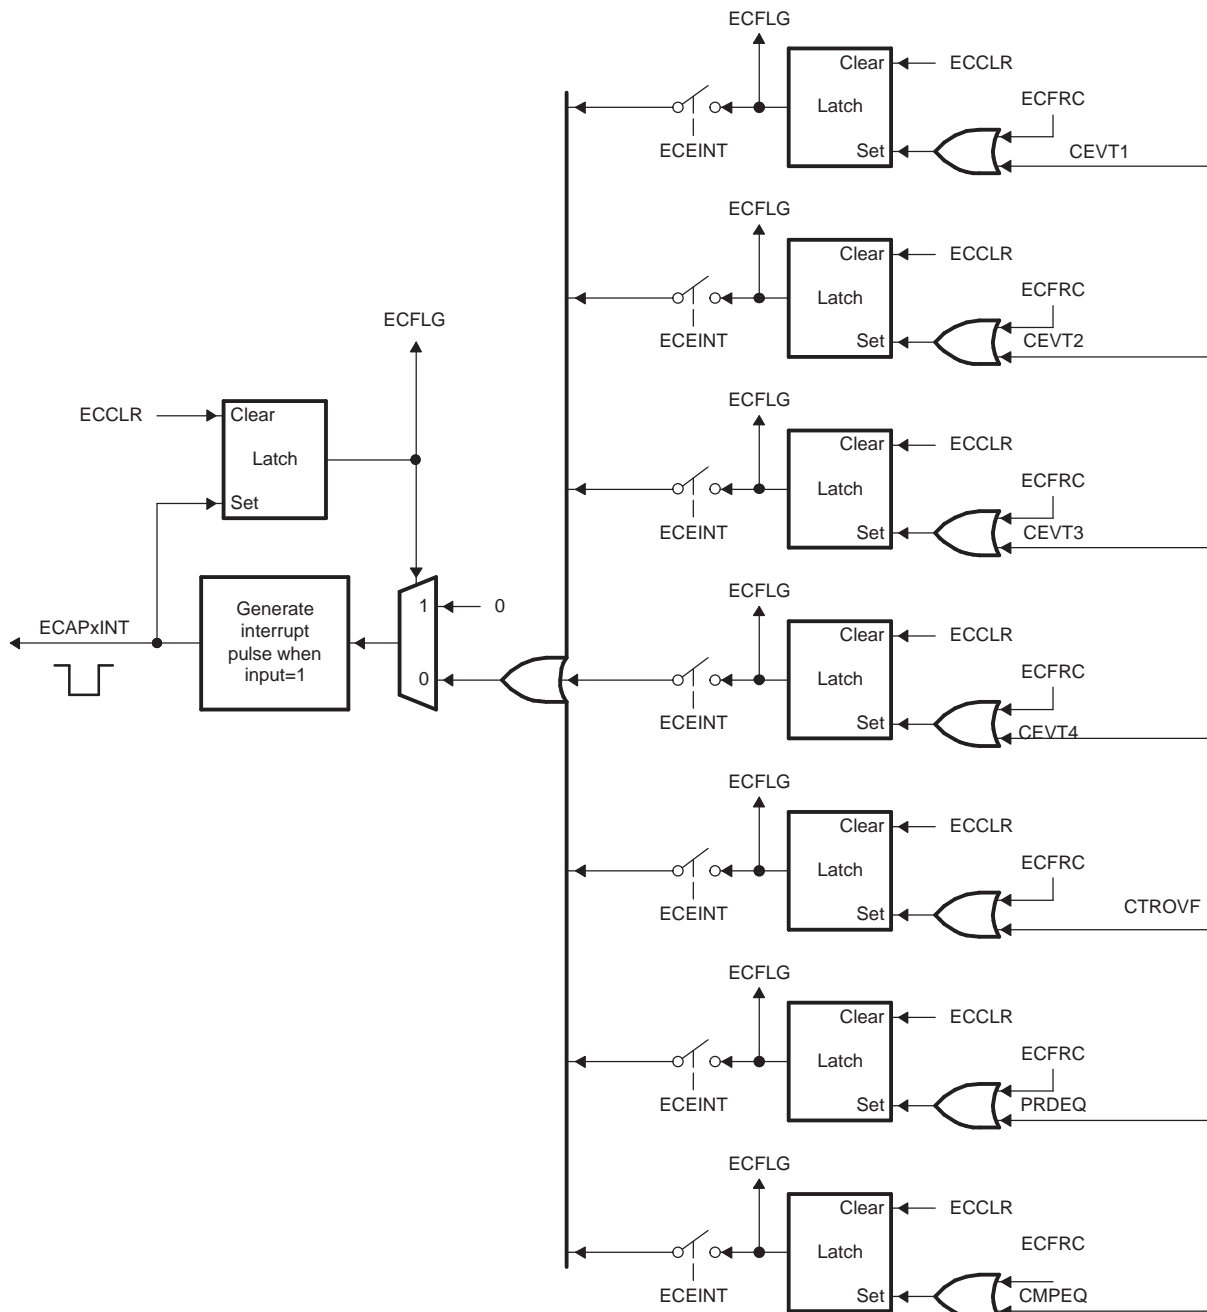 ECFLG
Clear
ECCLR
Latch
ECFRC
ECEINT
Set
CEVT1
ECFLG
Clear
ECCLR
Latch
ECFRC
ECEINT
Set
CEVT2
ECFLG
ECCLR
Clear
Latch
Set
ECFLG
Clear
ECCLR
Latch
ECFRC
ECEINT
Set
CEVT3
ECAPxINT
Generate
interrupt
pulse when
input=1
1
0
0
ECFLG
Clear
ECCLR
Latch
ECFRC
ECEINT
Set
CEVT4
ECFLG
Clear
ECCLR
Latch
ECFRC
ECEINT
Set
CTROVF
ECFLG
Clear
ECCLR
Latch
ECFRC
ECEINT
Set
PRDEQ
ECFLG
Clear
ECCLR
Latch
ECFRC
ECEINT
Set
CMPEQ